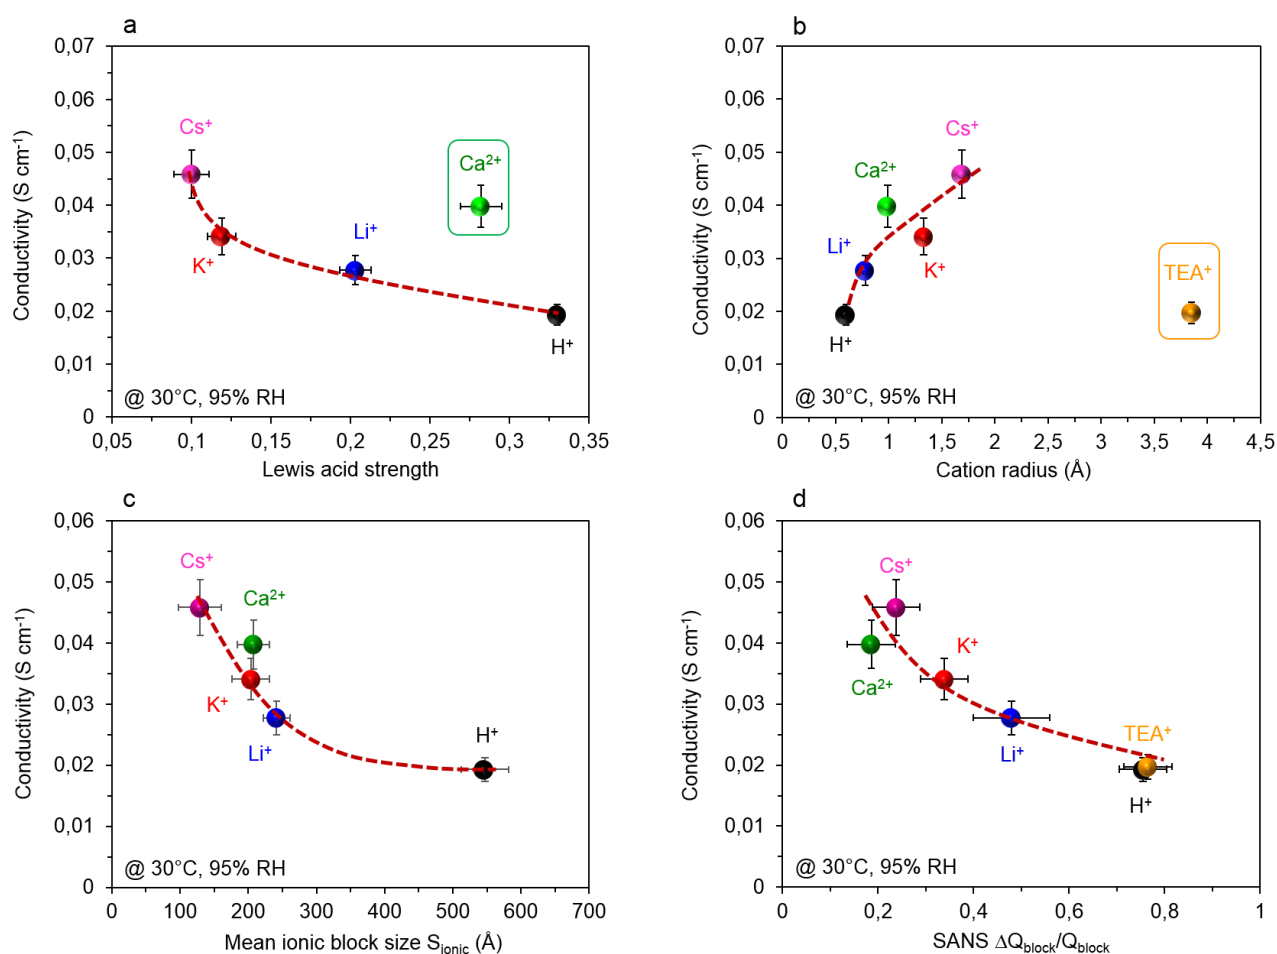 a
Conductivity (S cm⁻¹)
0,07
0,06
0,05
0,04
0,03
0,02
0,01
0
Cs⁺
K⁺
Li⁺
Ca²⁺
H⁺
@ 30°C, 95% RH
0,05 0,1 0,15 0,2 0,25 0,3 0,35
Lewis acid strength
b
Conductivity (S cm⁻¹)
0,07
0,06
0,05
0,04
0,03
0,02
0,01
0
Cs⁺
Ca²⁺
Li⁺
K⁺
TEA⁺
H⁺
@ 30°C, 95% RH
0 0,5 1 1,5 2 2,5 3 3,5 4 4,5
Cation radius (Å)
c
Conductivity (S cm⁻¹)
0,06
0,05
0,04
0,03
0,02
0,01
0
Cs⁺
Ca²⁺
K⁺
Li⁺
H⁺
@ 30°C, 95% RH
0 100 200 300 400 500 600 700
Mean ionic block size Sionic (Å)
d
Conductivity (S cm⁻¹)
0,06
0,05
0,04
0,03
0,02
0,01
0
Cs⁺
K⁺
Ca²⁺
Li⁺
TEA⁺
H⁺
@ 30°C, 95% RH
0 0,2 0,4 0,6 0,8 1
SANS ΔQblock/Qblock